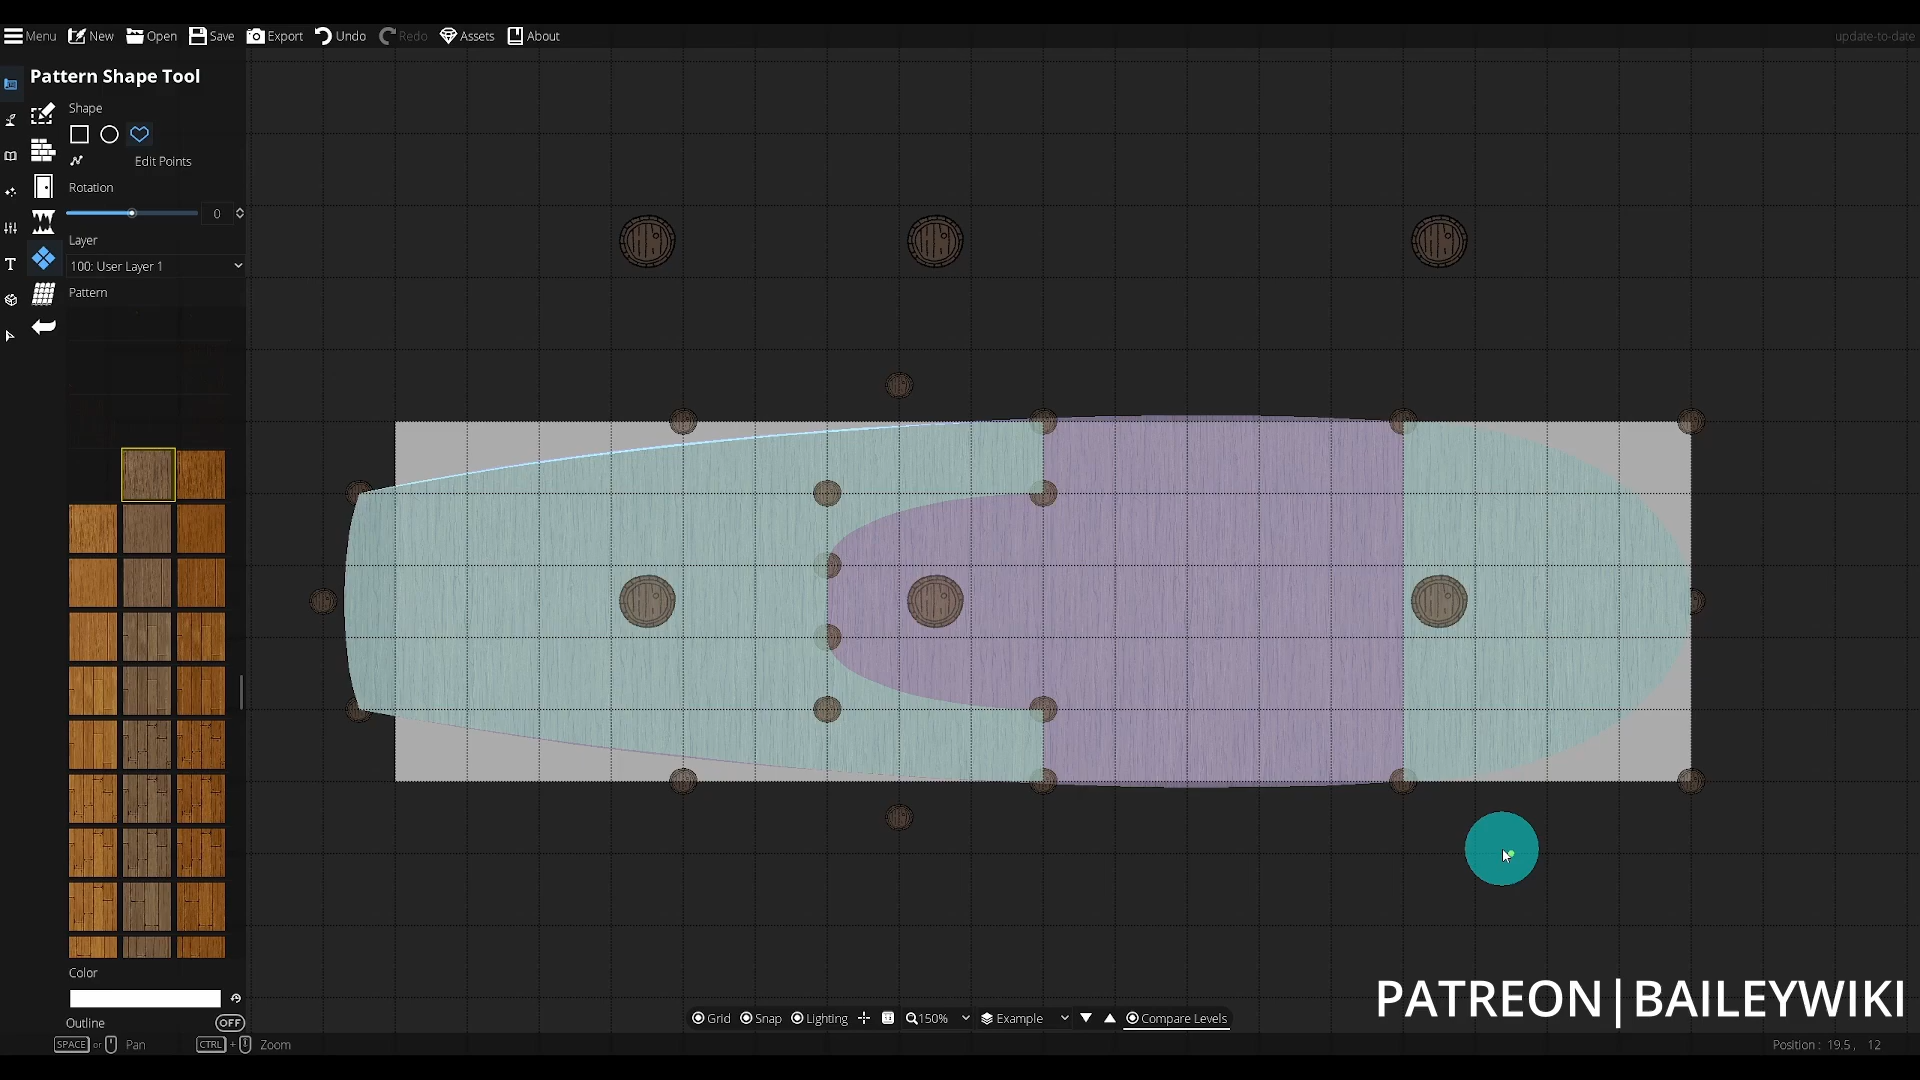 Menu New Open Save Export Undo Redo Assets About update-to-date
Pattern Shape Tool
Shape
Edit Points
Rotation
0
Layer
100: User Layer 1
Pattern
Color
Outline OFF
Grid Snap Lighting 150% Example Compare Levels
SPACE or Pan CTRL + Zoom
Position : 19.5 , 12
PATREON|BAILEYWIKI